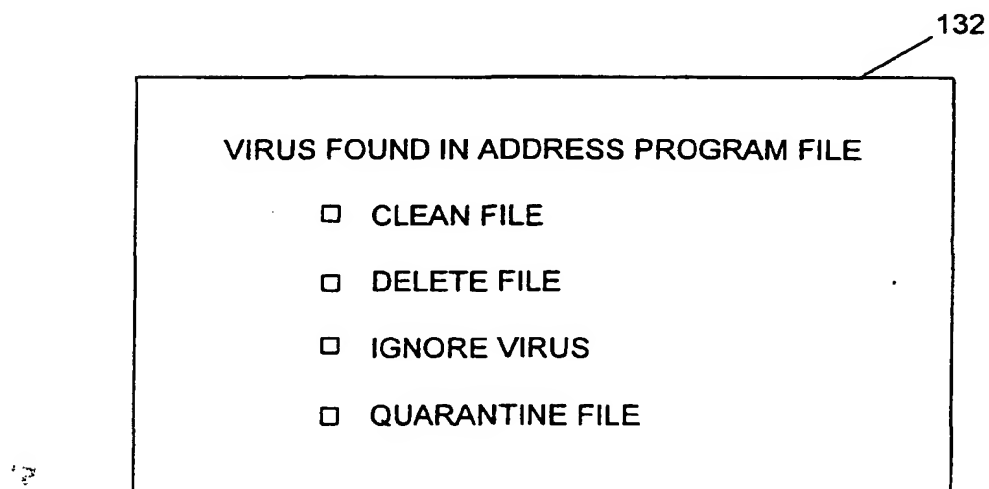 132
VIRUS FOUND IN ADDRESS PROGRAM FILE
CLEAN FILE
DELETE FILE
IGNORE VIRUS
QUARANTINE FILE